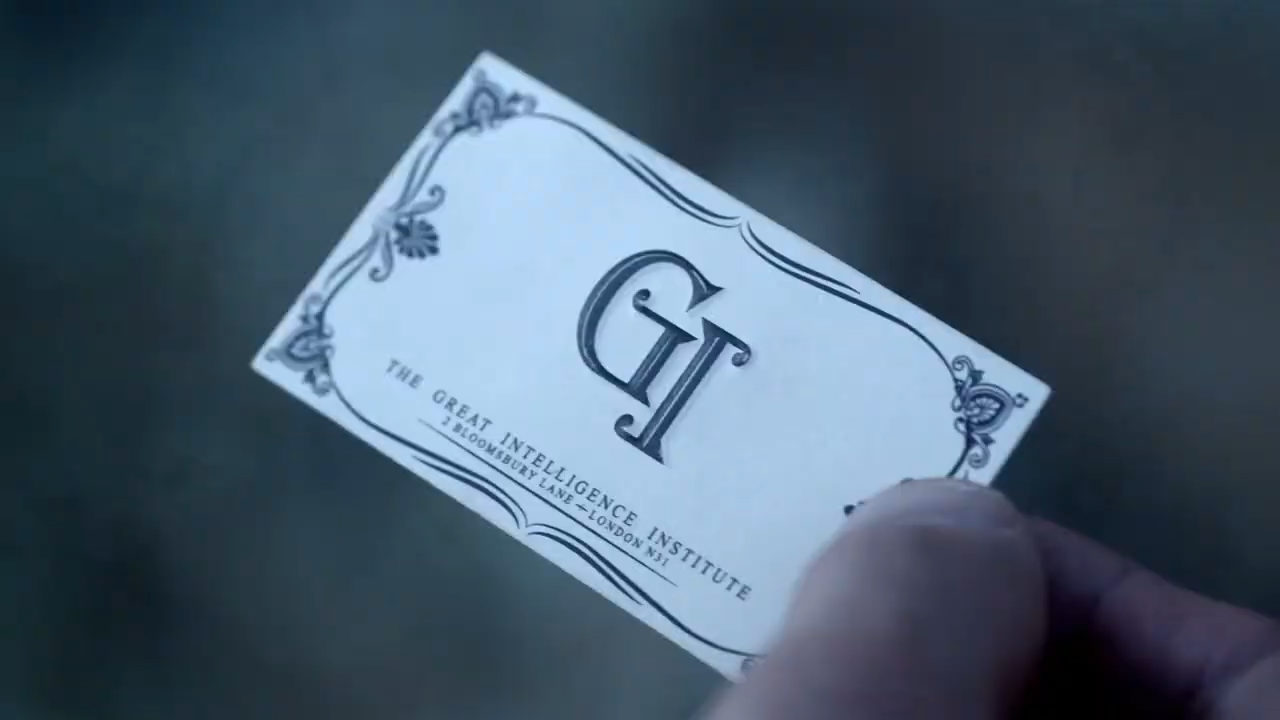 GI
THE GREAT INTELLIGENCE INSTITUTE
2 BLOOMSBURY LANE - LONDON N31